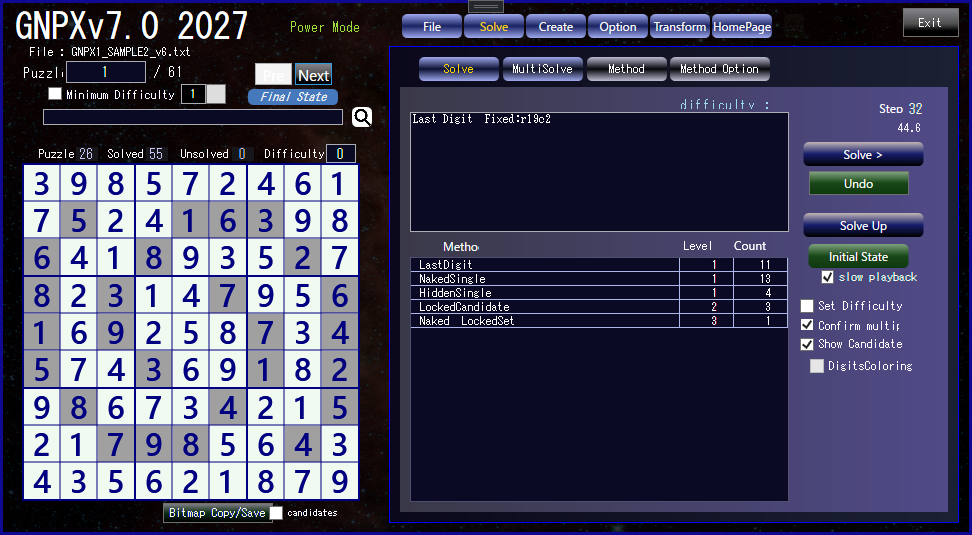 GNPXv7.0 2027
Power Mode
File : GNPX1_SAMPLE2_v6.txt
Puzzl 1 / 61
Pre Next
Minimum Difficulty 1
Final State
Puzzle 26 Solved 55 Unsolved 0 Difficulty 0
3 9 8 5 7 2 4 6 1
7 5 2 4 1 6 3 9 8
6 4 1 8 9 3 5 2 7
8 2 3 1 4 7 9 5 6
1 6 9 2 5 8 7 3 4
5 7 4 3 6 9 1 8 2
9 8 6 7 3 4 2 1 5
2 1 7 9 8 5 6 4 3
4 3 5 6 2 1 8 7 9
Bitmap Copy/Save candidates
File Solve Create Option Transform HomePage Exit
Solve MultiSolve Method Method Option
difficulty :
Last Digit Fixed:r19c2
Metho Level Count
LastDigit 1 11
NakedSingle 1 13
HiddenSingle 1 4
LockedCandidate 2 3
Naked LockedSet 3 1
Step 32
44.6
Solve >
Undo
Solve Up
Initial State
slow playback
Set Difficulty
Confirm multip
Show Candidate
DigitsColoring